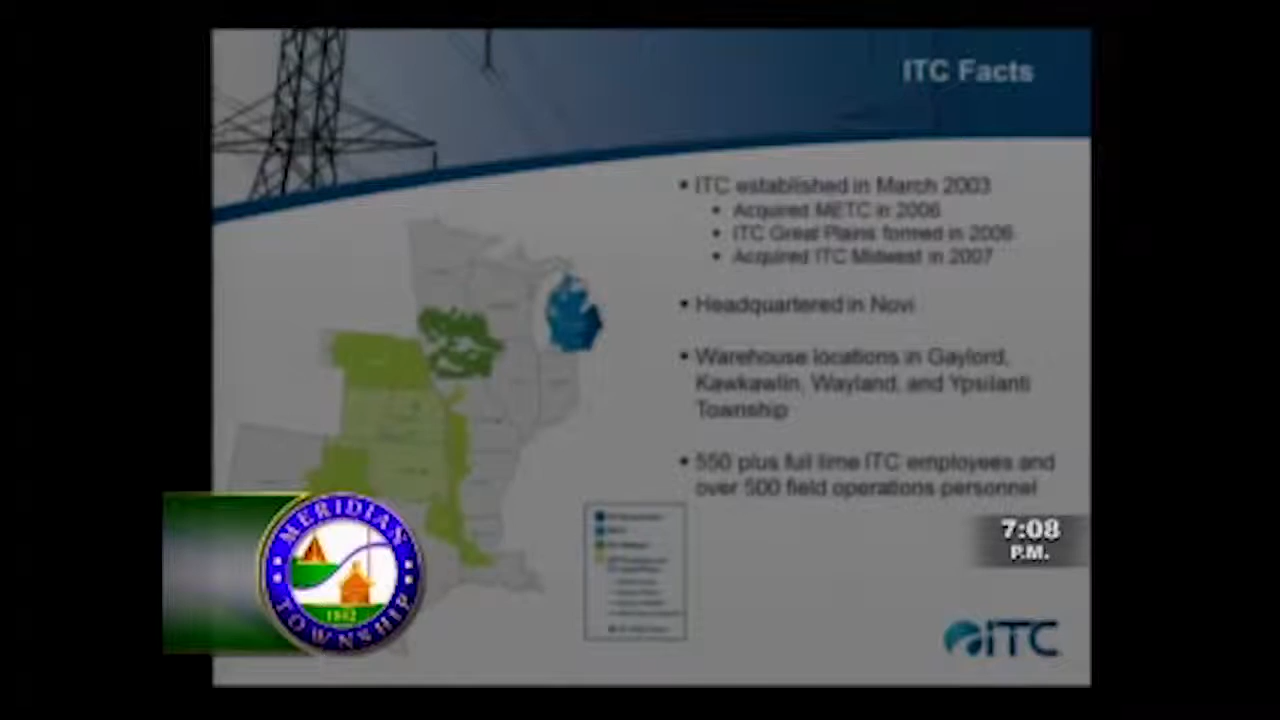 ITC Facts
• ITC established in March 2003
• Acquired METC in 2006
• ITC Great Plains formed in 2006
• Acquired ITC Midwest in 2007
• Headquartered in Novi
• Warehouse locations in Gaylord,
Kawkawlin, Wayland, and Ypsilanti
Township
• 550 plus full time ITC employees and
over 500 field operations personnel
MERIDIAN
TOWNSHIP
1842
7:08
P.M.
ITC